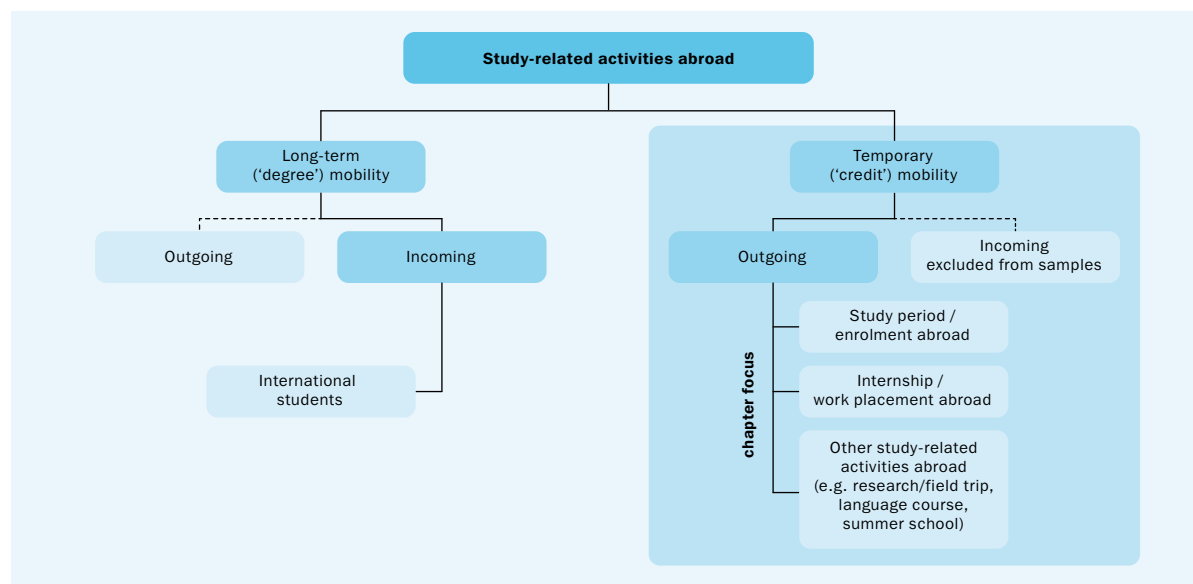 Study-related activities abroad
Long-term
(‘degree’) mobility
Temporary
(‘credit’) mobility
Outgoing
Incoming
Outgoing
Incoming
excluded from samples
International
students
chapter focus
Study period /
enrolment abroad
Internship /
work placement abroad
Other study-related
activities abroad
(e.g. research/field trip,
language course,
summer school)